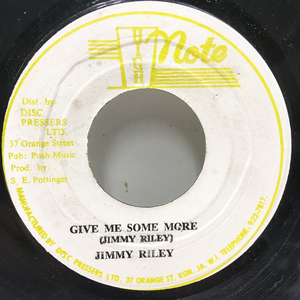 HIGH Note
Dist. by
DISC
PRESSERS
LTD.
37 Orange Street
Pub: Push Music
Prod. by:
S. E. Pottinger
GIVE ME SOME MORE
(JIMMY RILEY)
JIMMY RILEY
MANUFACTURED BY DISC PRESSERS LTD. 37 ORANGE ST. KGN. JA. W.I. TELEPHONE: 922-7817.